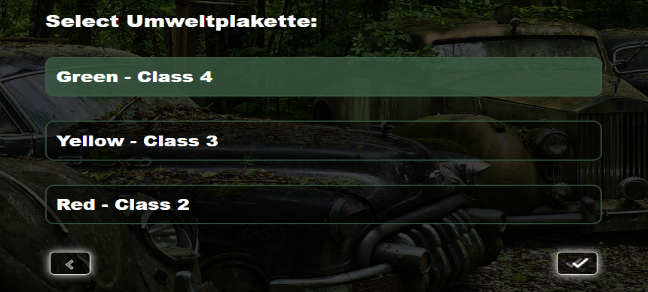 Select Umweltplakette:
Green - Class 4
Yellow - Class 3
Red - Class 2